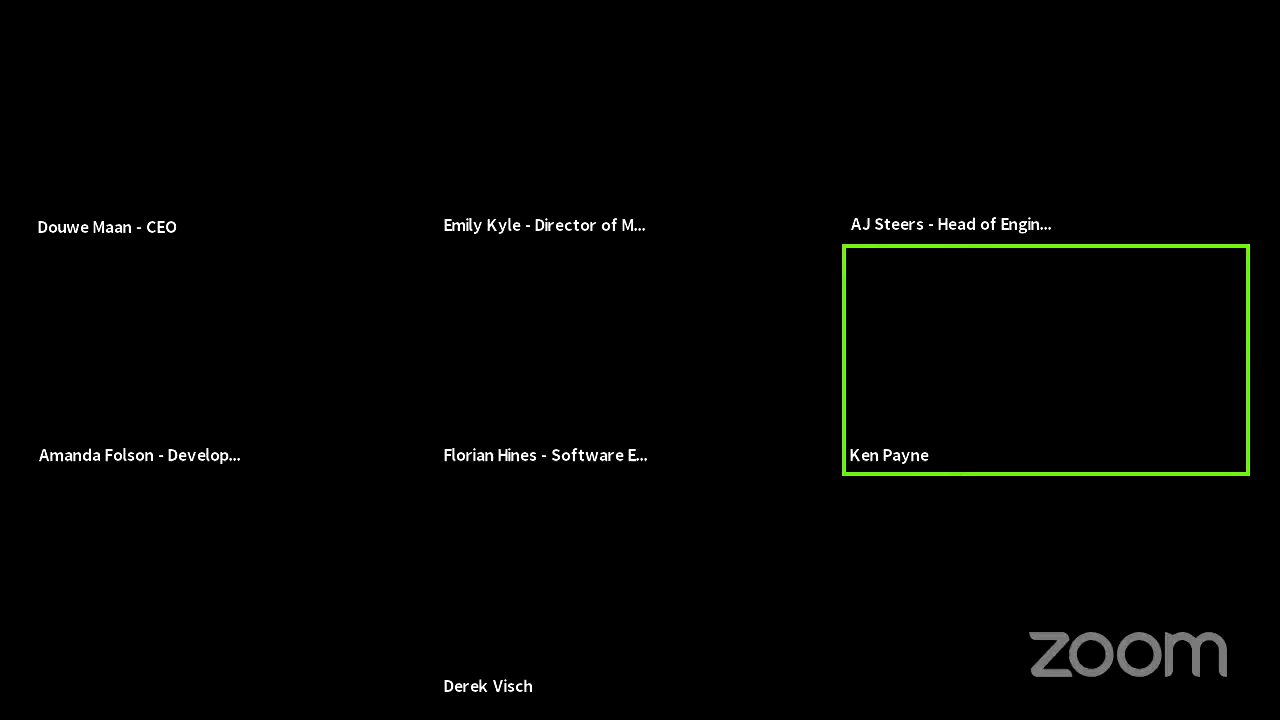 Douwe Maan - CEO
Emily Kyle - Director of M...
AJ Steers - Head of Engin...
Amanda Folson - Develop...
Florian Hines - Software E...
Ken Payne
Derek Visch
zoom